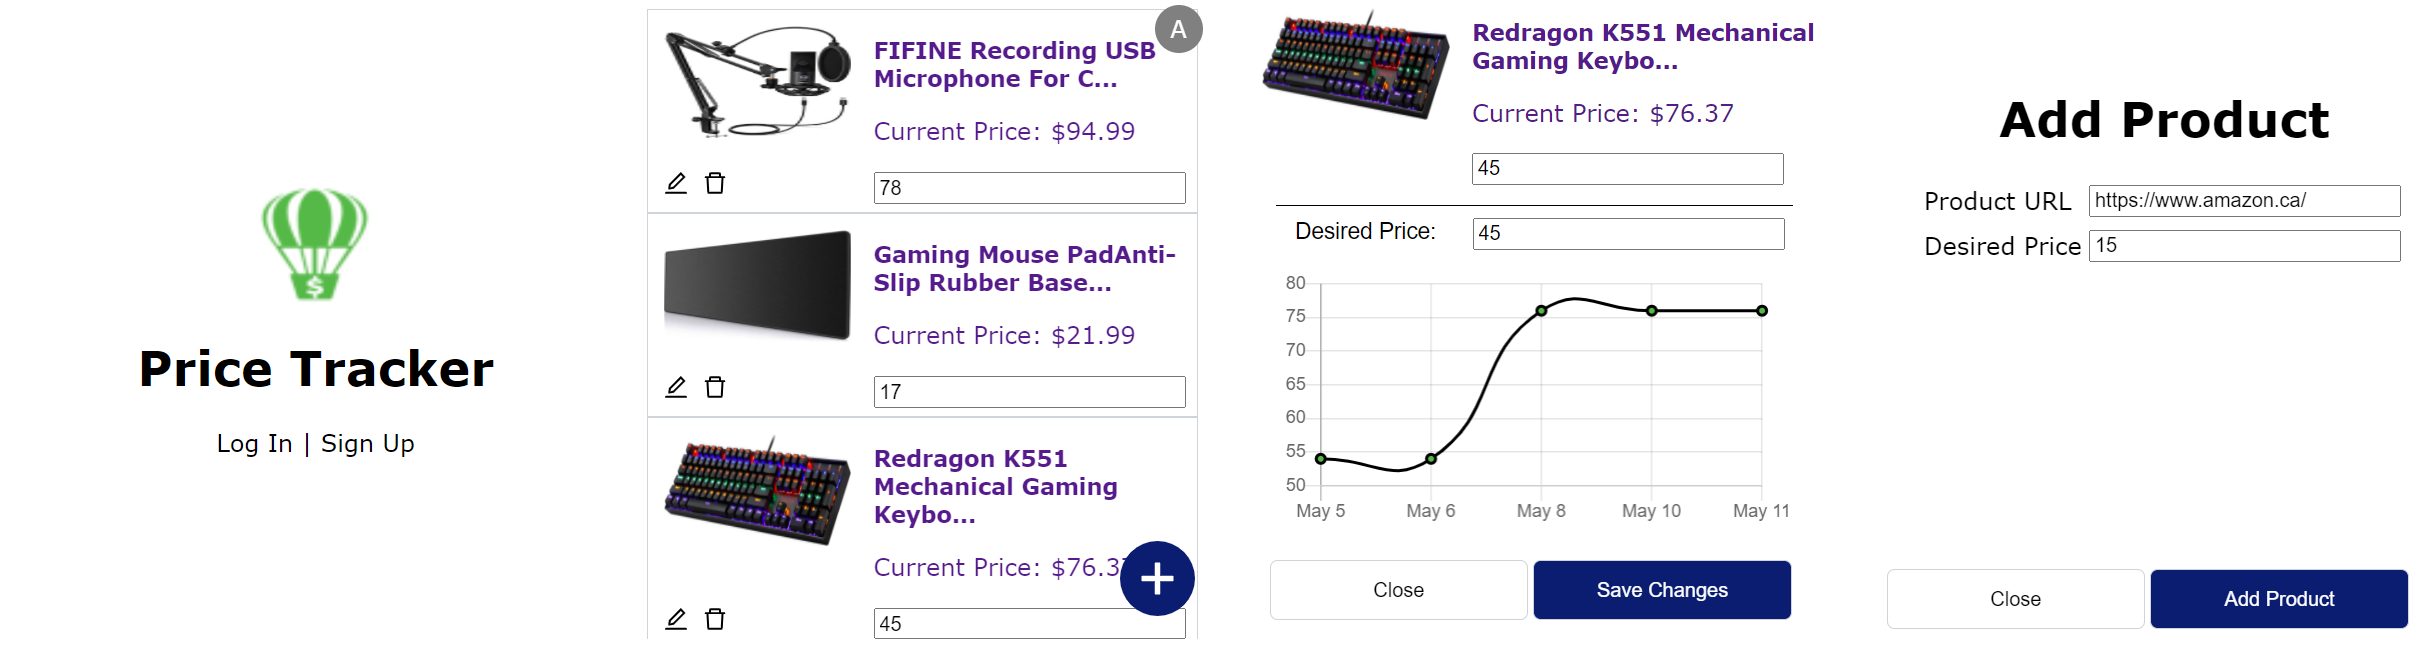 $
Price Tracker
Log In | Sign Up
A
FIFINE Recording USB
Microphone For C...
Current Price: $94.99
78
Gaming Mouse PadAnti-
Slip Rubber Base...
Current Price: $21.99
17
Redragon K551
Mechanical Gaming
Keybo...
Current Price: $76.3
45
Redragon K551 Mechanical
Gaming Keybo...
Current Price: $76.37
45
Desired Price: 45
80
75
70
65
60
55
50
May 5 May 6 May 8 May 10 May 11
Close Save Changes
Add Product
Product URL https://www.amazon.ca/
Desired Price 15
Close Add Product